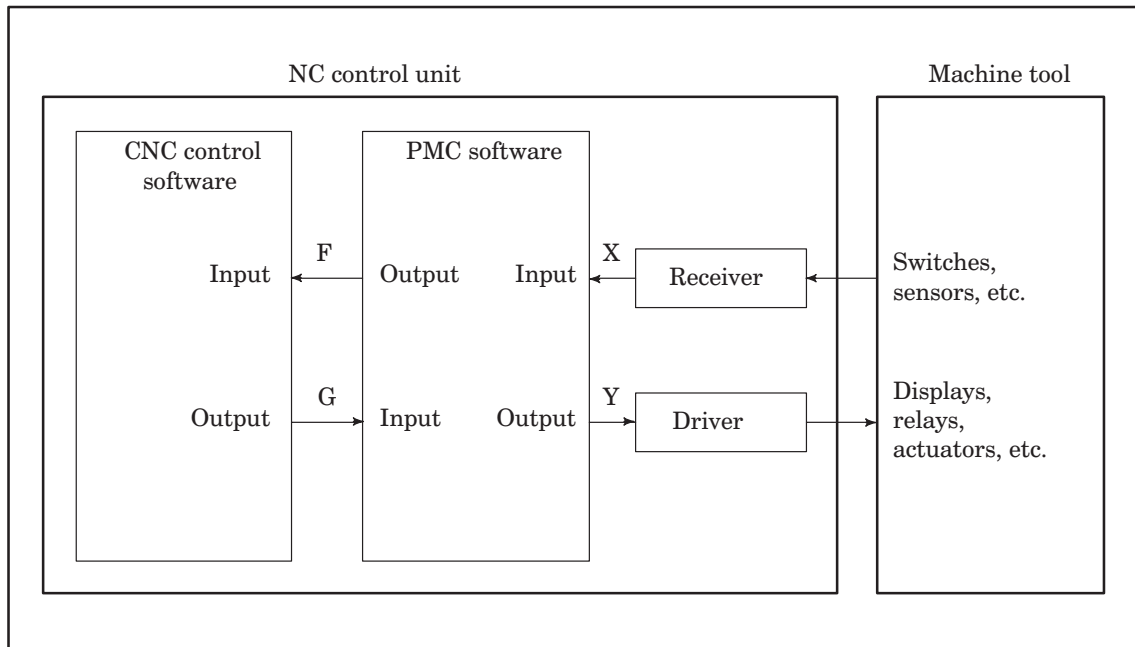 NC control unit
Machine tool
CNC control
software
PMC software
F
X
Input
Output
Input
Receiver
Switches,
sensors, etc.
G
Y
Output
Input
Output
Driver
Displays,
relays,
actuators, etc.